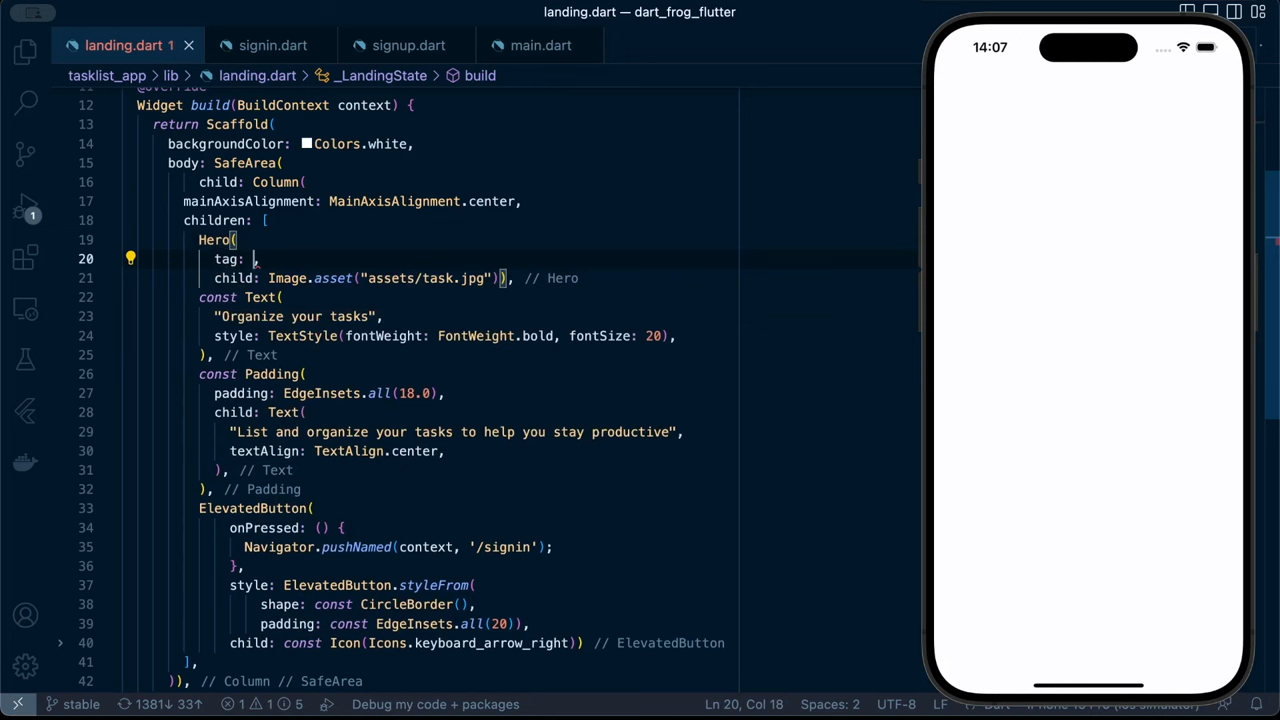 landing.dart — dart_frog_flutter
landing.dart 1
signin.dart
signup.dart
main.dart
tasklist_app > lib > landing.dart > _LandingState > build
12 Widget build(BuildContext context) {
13 return Scaffold(
14 backgroundColor: Colors.white,
15 body: SafeArea(
16 child: Column(
17 mainAxisAlignment: MainAxisAlignment.center,
18 children: [
19 Hero(
20 tag: ,
21 child: Image.asset("assets/task.jpg")), // Hero
22 const Text(
23 "Organize your tasks",
24 style: TextStyle(fontWeight: FontWeight.bold, fontSize: 20),
25 ), // Text
26 const Padding(
27 padding: EdgeInsets.all(18.0),
28 child: Text(
29 "List and organize your tasks to help you stay productive",
30 textAlign: TextAlign.center,
31 ), // Text
32 ), // Padding
33 ElevatedButton(
34 onPressed: () {
35 Navigator.pushNamed(context, '/signin');
36 },
37 style: ElevatedButton.styleFrom(
38 shape: const CircleBorder(),
39 padding: const EdgeInsets.all(20)),
40 child: const Icon(Icons.keyboard_arrow_right)) // ElevatedButton
41 ],
42 )), // Column // SafeArea
1
14:07
stable 1381↓ 33↑ 1 1 5 Debug my code + packages Ln 20, Col 18 Spaces: 2 UTF-8 LF